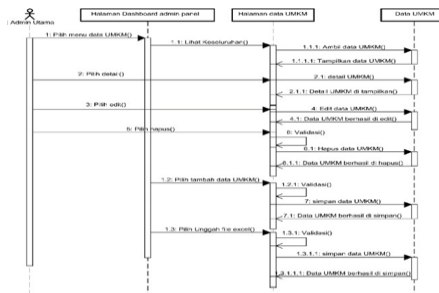 Halaman Dashboard admin panel
Halaman data UMKM
Data UMKM
: Admin Utama
1: Pilih menu data UMKM()
1.1: Lihat Keseluruhan()
1.1.1: Ambil data UMKM()
1.1.1.1: Tampilkan data UMKM()
2: Pilih detail()
2.1: detail UMKM()
2.1.1: Detail UMKM di tampilkan()
3: Pilih edit()
4: Edit data UMKM()
4.1: Data UMKM berhasil di edit()
5: Pilih hapus()
6: Validasi()
6.1: Hapus data UMKM()
6.1.1: Data UMKM berhasil di hapus()
1.2: Pilih tambah data UMKM()
1.2.1: Validasi()
7: simpan data UMKM()
7.1: Data UMKM berhasil di simpan()
1.3: Pilih Unggah file excel()
1.3.1: Validasi()
1.3.1.1: simpan data UMKM()
1.3.1.1.1: Data UMKM berhasil di simpan()